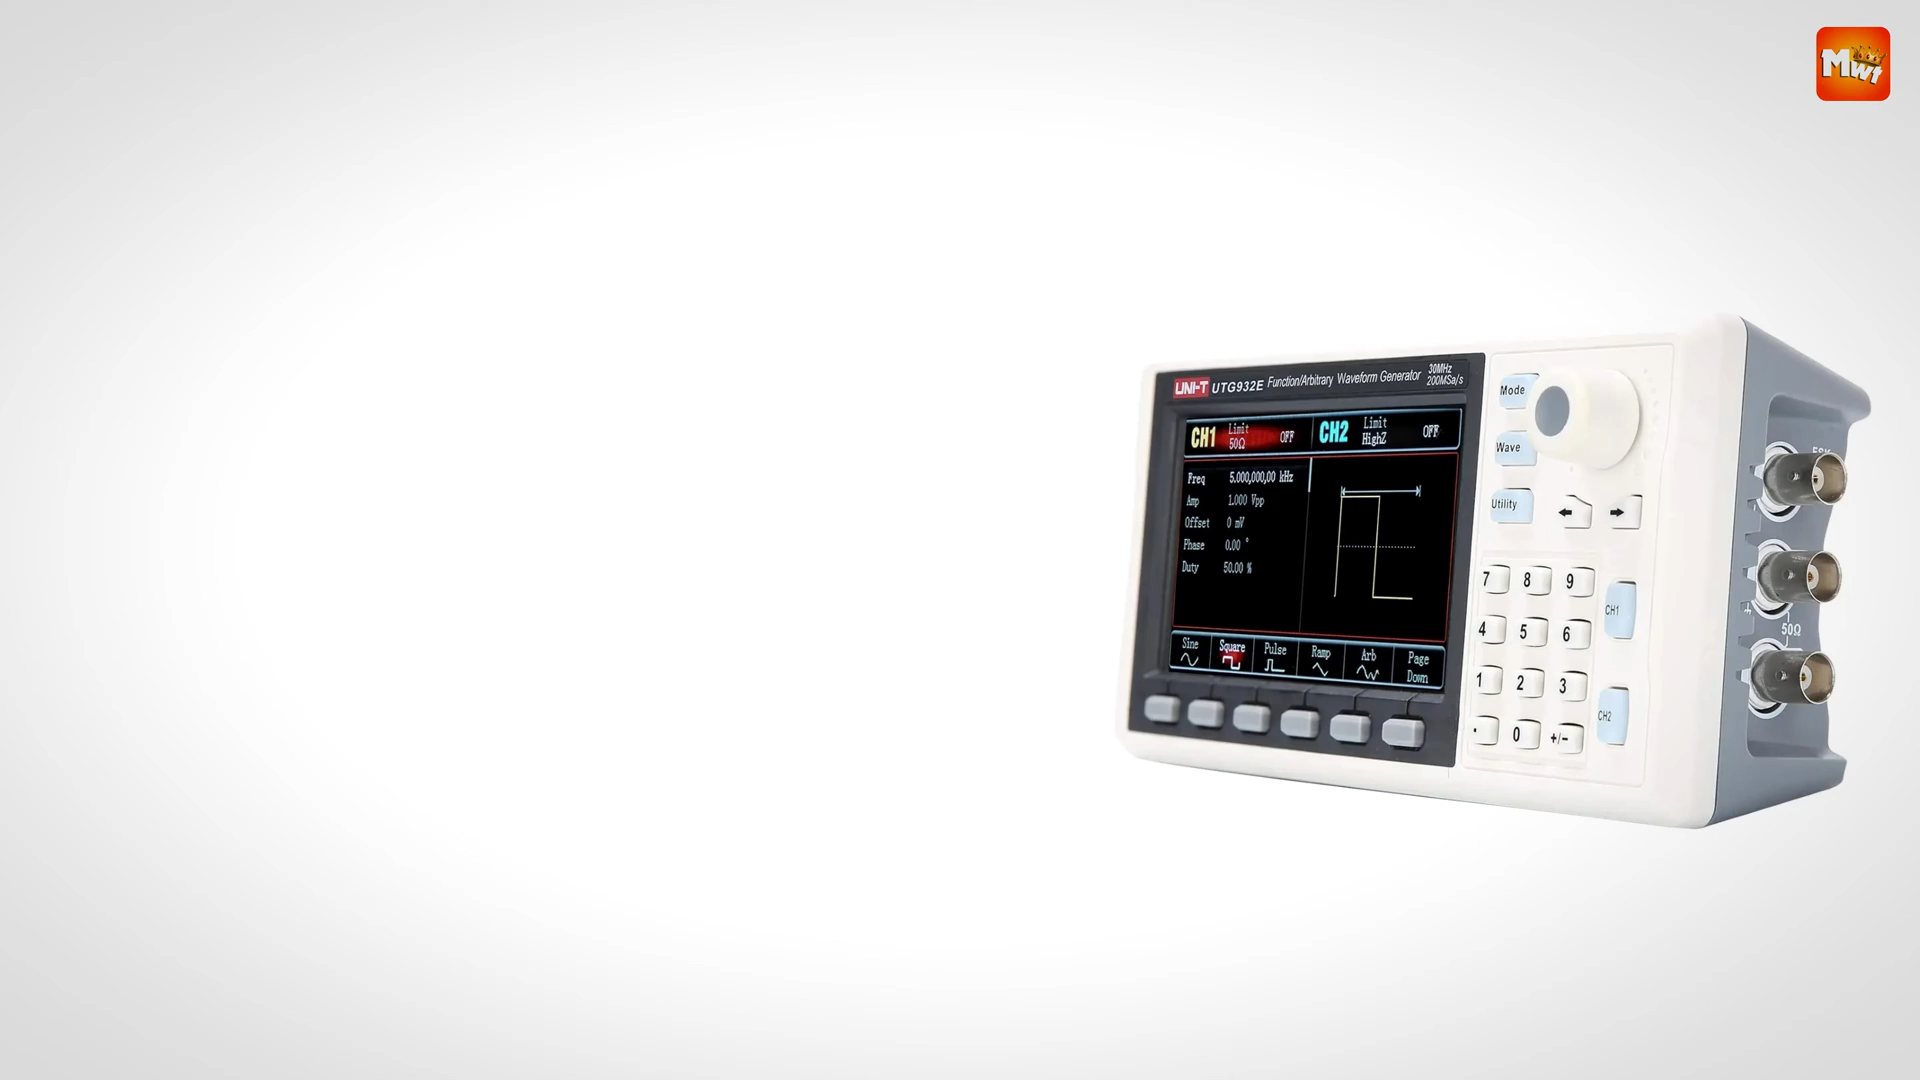 Mwt
UNI-T UTG932E Function/Arbitrary Waveform Generator 30MHz 200MSa/s
CH1 Limit 50Ω OFF CH2 Limit HighZ OFF
Freq 5.000,000,00 kHz
Amp 1.000 Vpp
Offset 0 mV
Phase 0.00 °
Duty 50.00 %
Sine Square Pulse Ramp Arb Page Down
Mode
Wave
Utility
7 8 9
4 5 6
1 2 3
. 0 +/-
CH1
CH2
FSK
50Ω